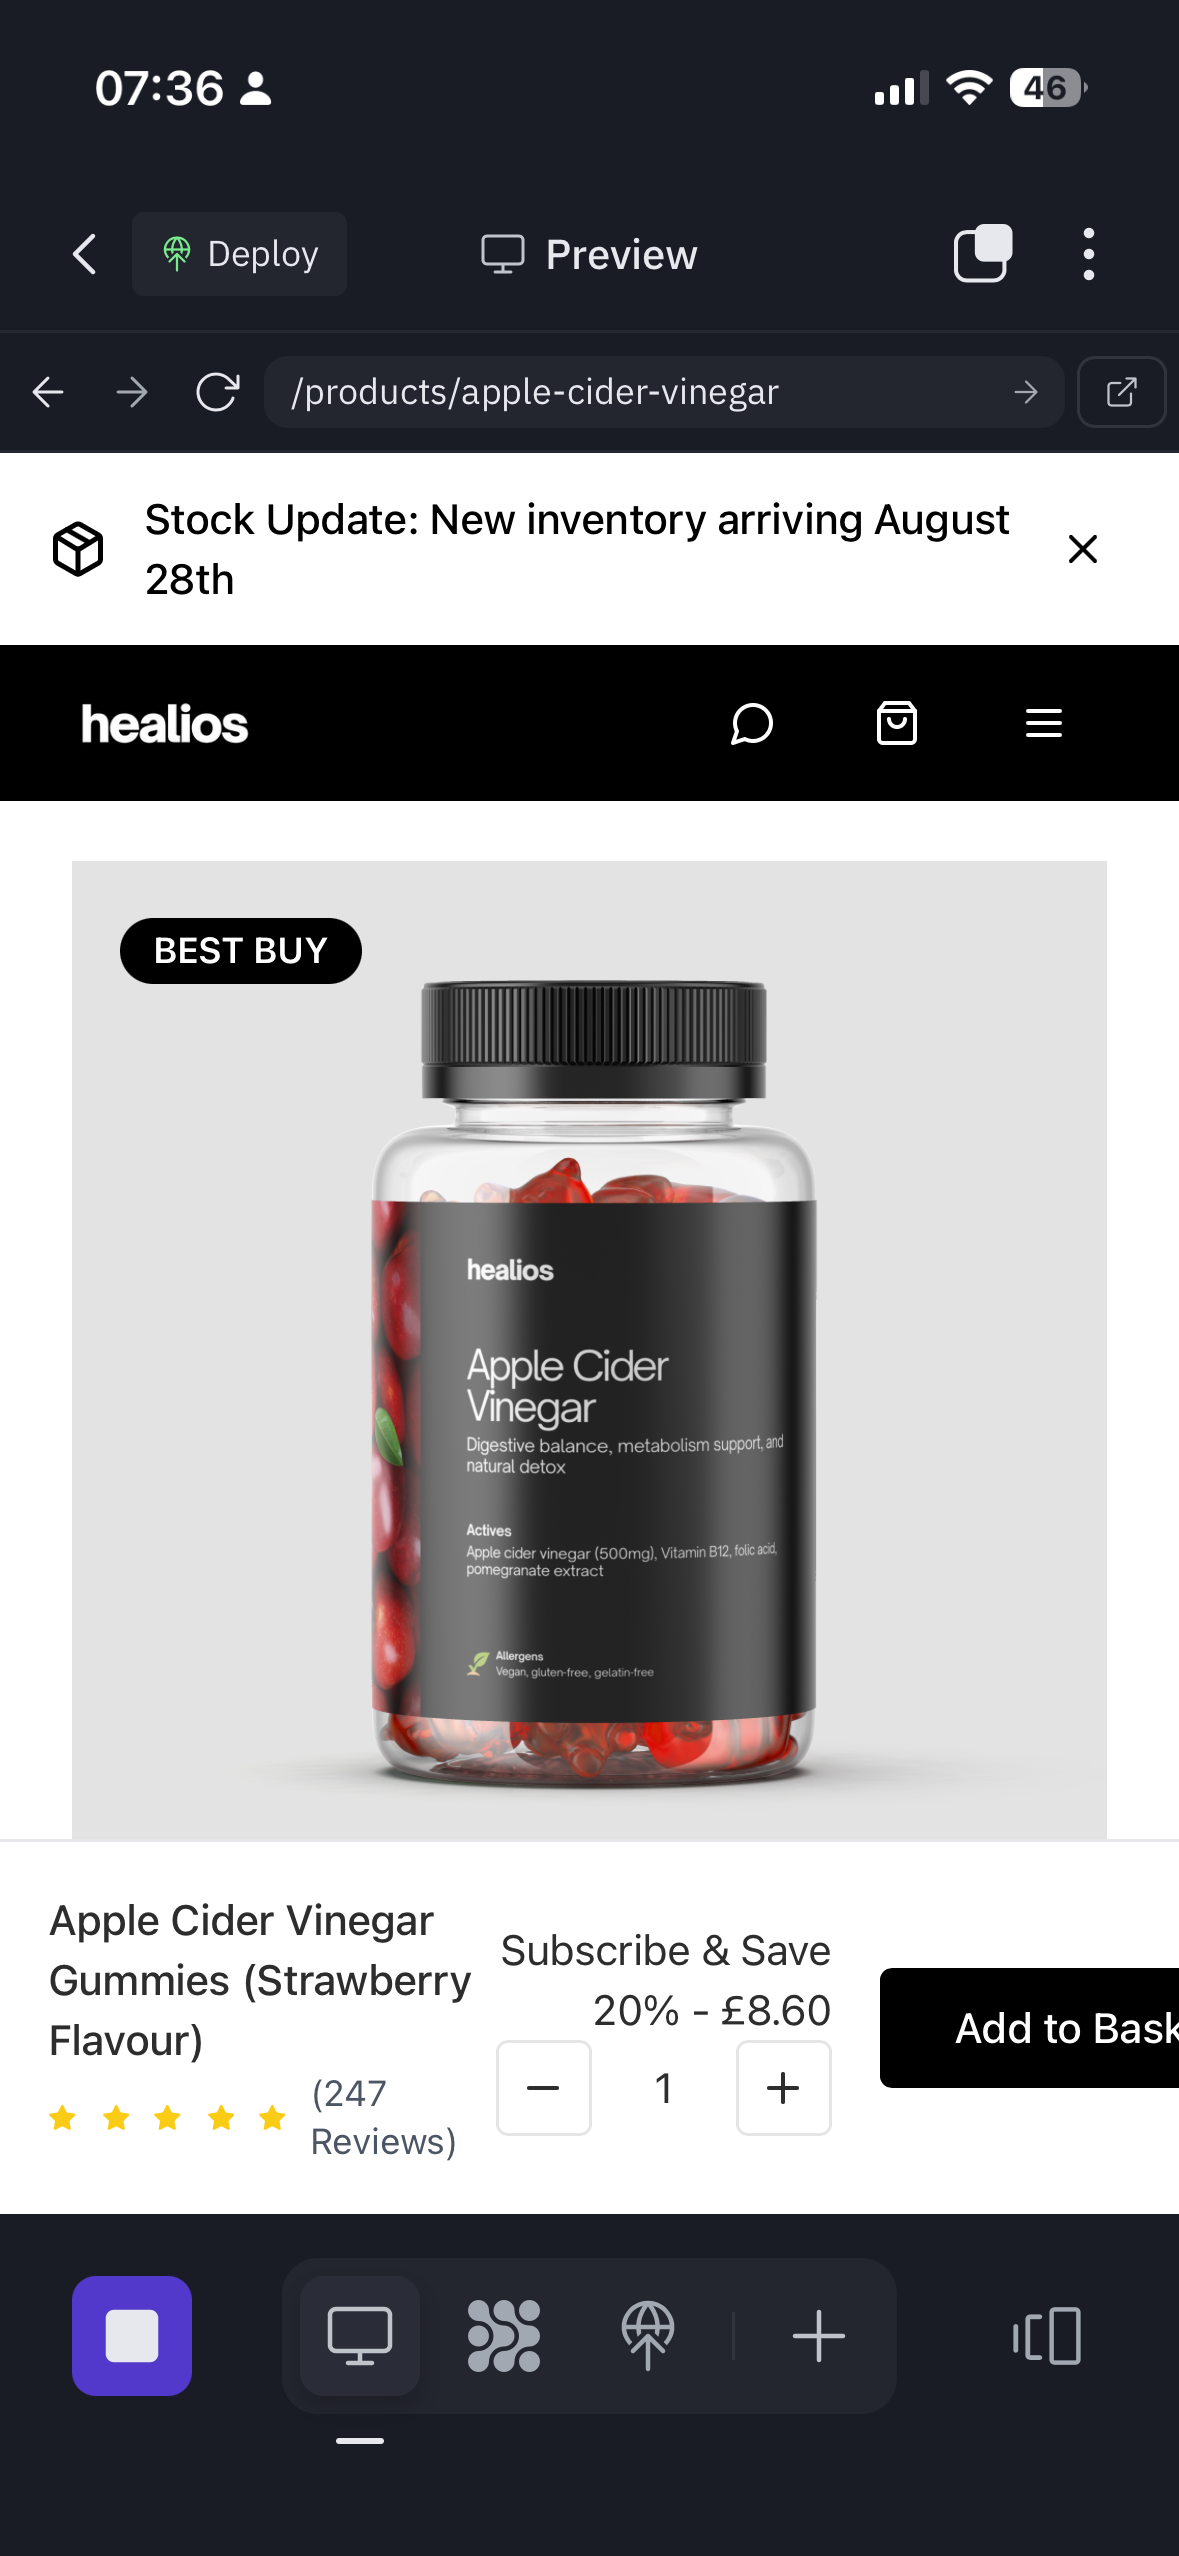 07:36
46
Deploy
Preview
/products/apple-cider-vinegar
Stock Update: New inventory arriving August
28th
healios
BEST BUY
healios
Apple Cider
Vinegar
Digestive balance, metabolism support, and
natural detox
Actives
Apple cider vinegar (500mg), Vitamin B12, folic acid,
pomegranate extract
Allergens
Vegan, gluten-free, gelatin-free
Apple Cider Vinegar
Gummies (Strawberry
Flavour)
(247
Reviews)
Subscribe & Save
20% - £8.60
1
Add to Bask